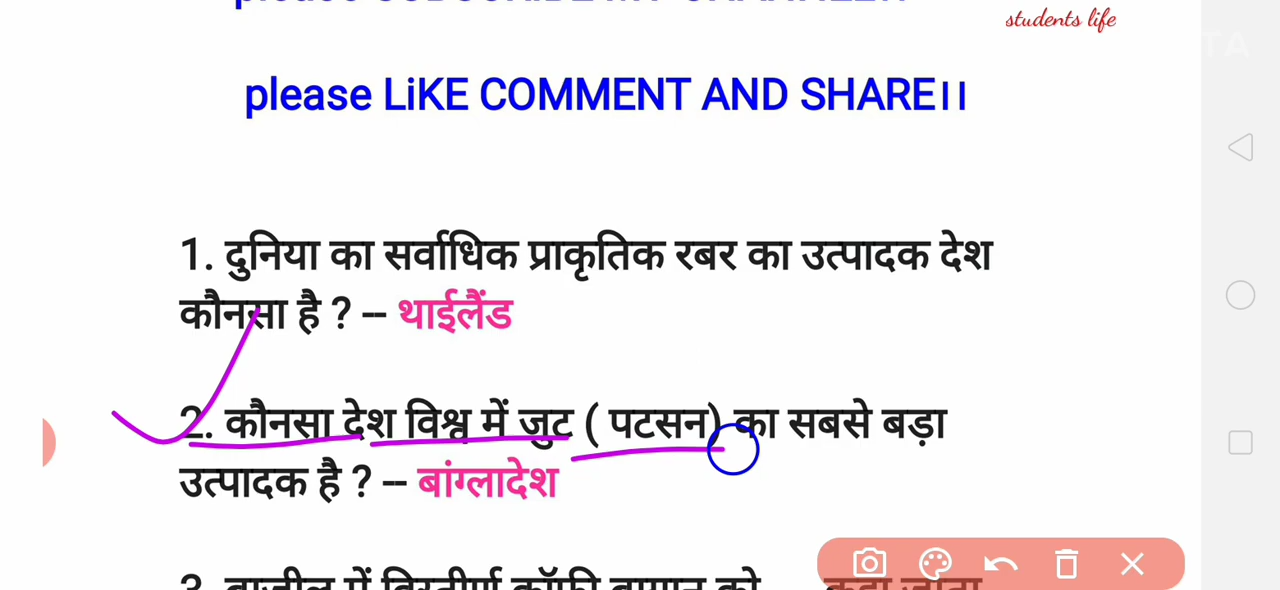 students life
please LiKE COMMENT AND SHARE।।
1. दुनिया का सर्वाधिक प्राकृतिक रबर का उत्पादक देश
कौनसा है ? -- थाईलैंड
2. कौनसा देश विश्व में जुट ( पटसन) का सबसे बड़ा
उत्पादक है ? -- बांग्लादेश
3. ब्राजील में विस्तीर्ण कॉफी बागान को